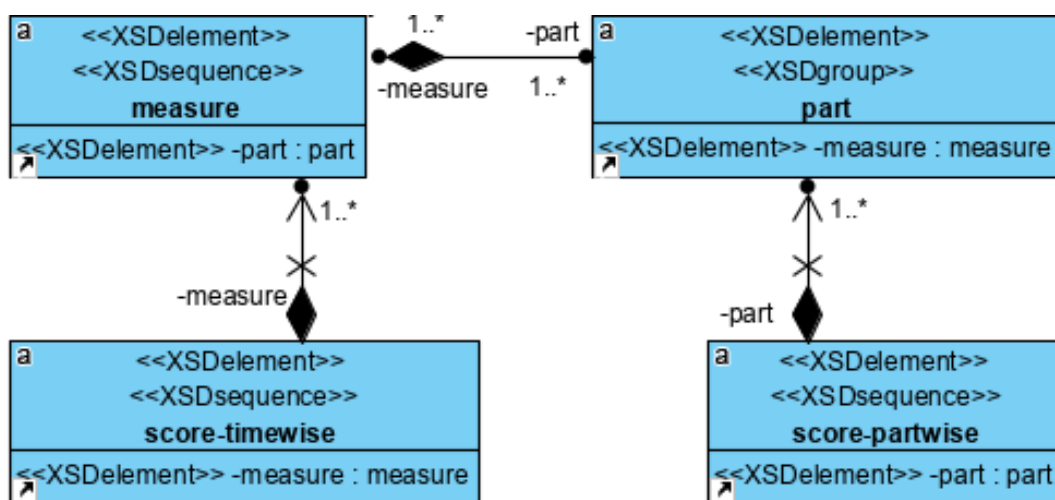 a
<<XSDelement>>
<<XSDsequence>>
measure
<<XSDelement>> -part : part
1..*
-measure
-part
1..*
a
<<XSDelement>>
<<XSDgroup>>
part
<<XSDelement>> -measure : measure
1..*
-measure
1..*
-part
a
<<XSDelement>>
<<XSDsequence>>
score-timewise
<<XSDelement>> -measure : measure
a
<<XSDelement>>
<<XSDsequence>>
score-partwise
<<XSDelement>> -part : part